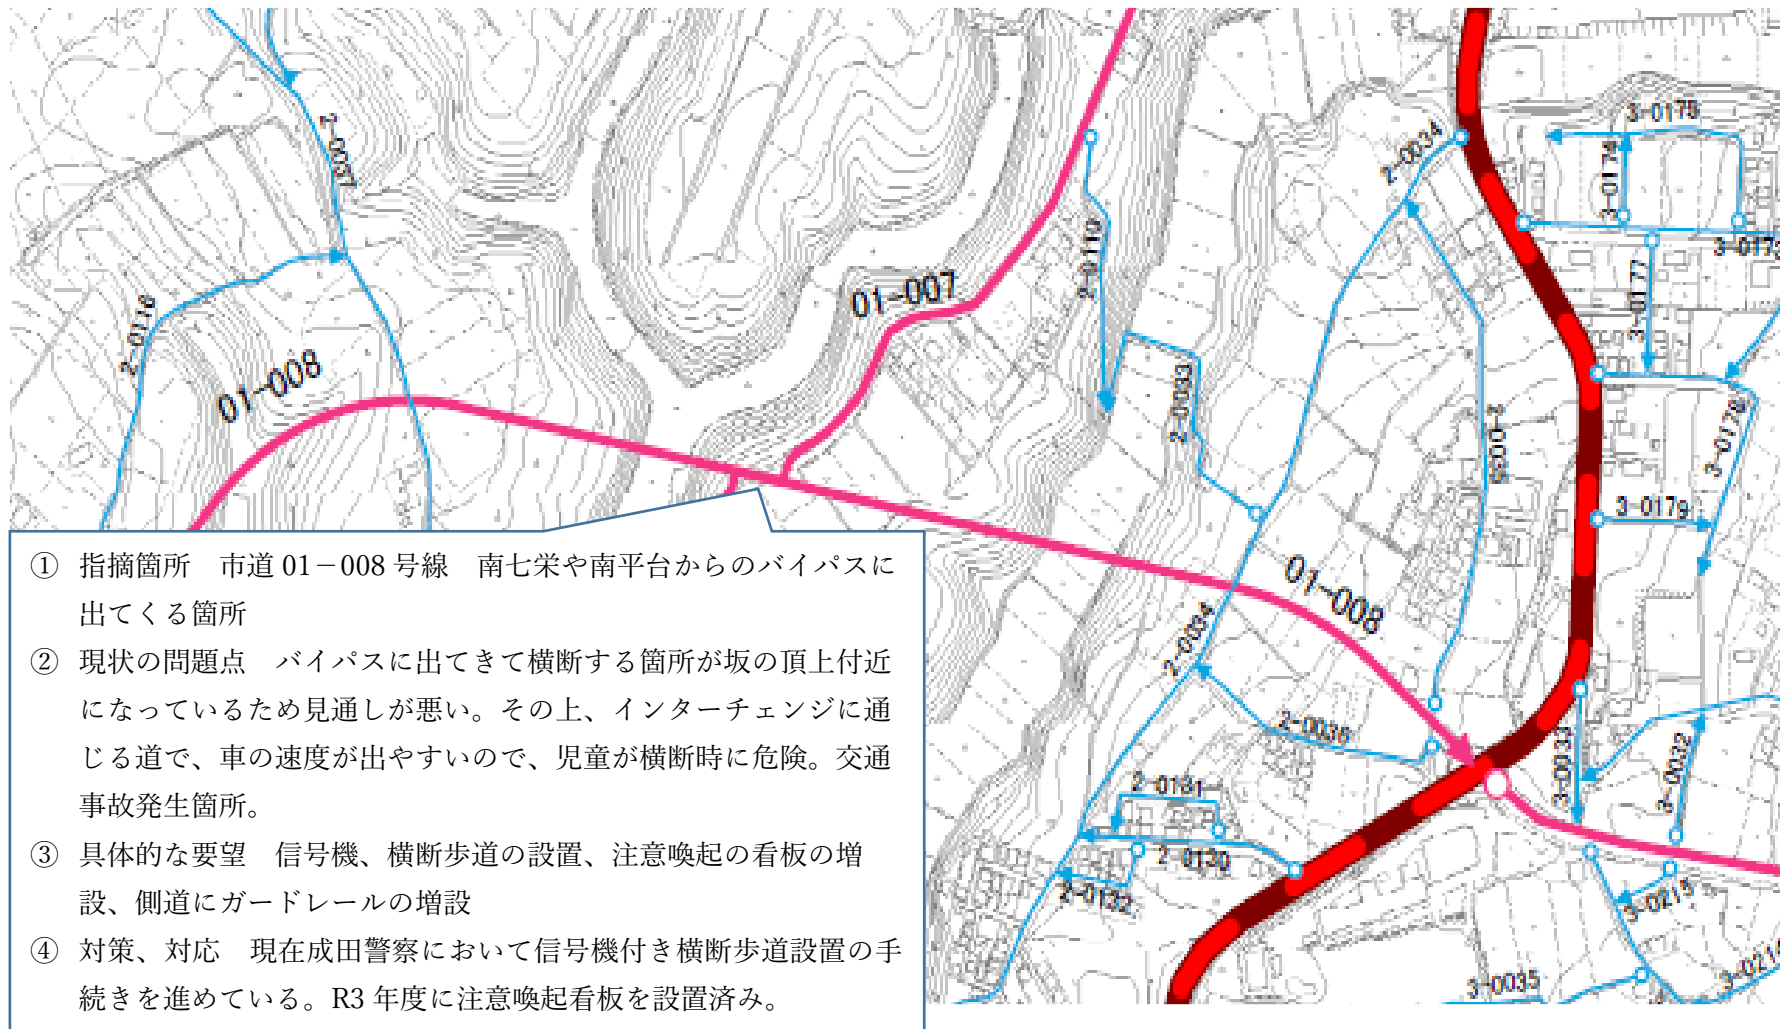 3-0175
2-0034
2-0037
3-0174
3-0173
2-0110
3-0177
01-007
2-0116
01-008
2-0033
3-0178
2-0035
3-0179
01-008
2-0034
2-0036
3-0033
3-0032
2-0131
2-0130
2-0132
3-0215
3-0214
3-0035
① 指摘箇所　市道 01－008 号線　南七栄や南平台からのバイパスに
出てくる箇所
② 現状の問題点　バイパスに出てきて横断する箇所が坂の頂上付近
になっているため見通しが悪い。その上、インターチェンジに通
じる道で、車の速度が出やすいので、児童が横断時に危険。交通
事故発生箇所。
③ 具体的な要望　信号機、横断歩道の設置、注意喚起の看板の増
設、側道にガードレールの増設
④ 対策、対応　現在成田警察において信号機付き横断歩道設置の手
続きを進めている。R3 年度に注意喚起看板を設置済み。